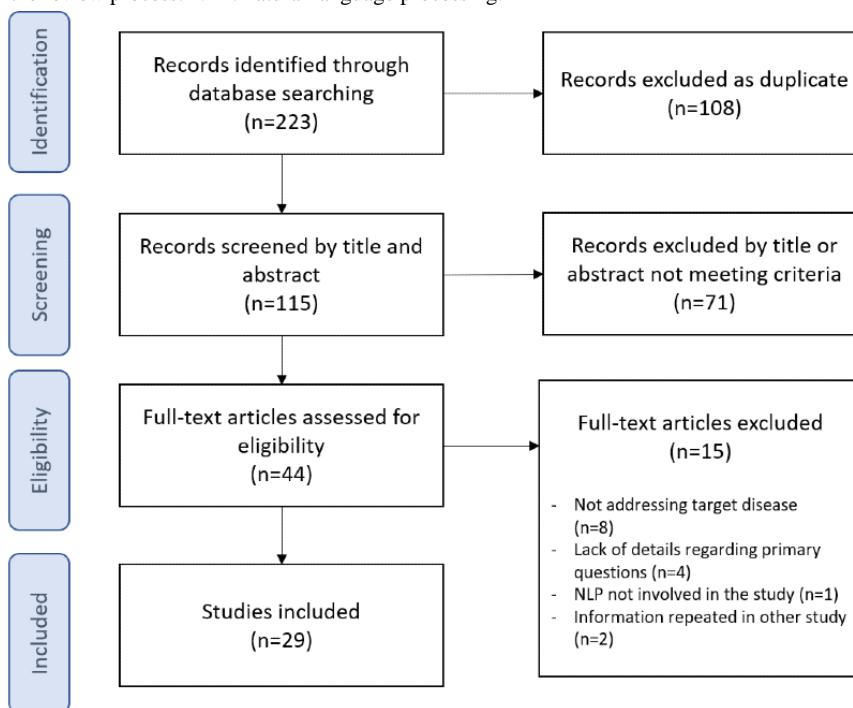 Identification
Records identified through
database searching
(n=223)
Records excluded as duplicate
(n=108)
Screening
Records screened by title and
abstract
(n=115)
Records excluded by title or
abstract not meeting criteria
(n=71)
Eligibility
Full-text articles assessed for
eligibility
(n=44)
Full-text articles excluded
(n=15)
- Not addressing target disease
(n=8)
- Lack of details regarding primary
questions (n=4)
- NLP not involved in the study (n=1)
- Information repeated in other study
(n=2)
Included
Studies included
(n=29)